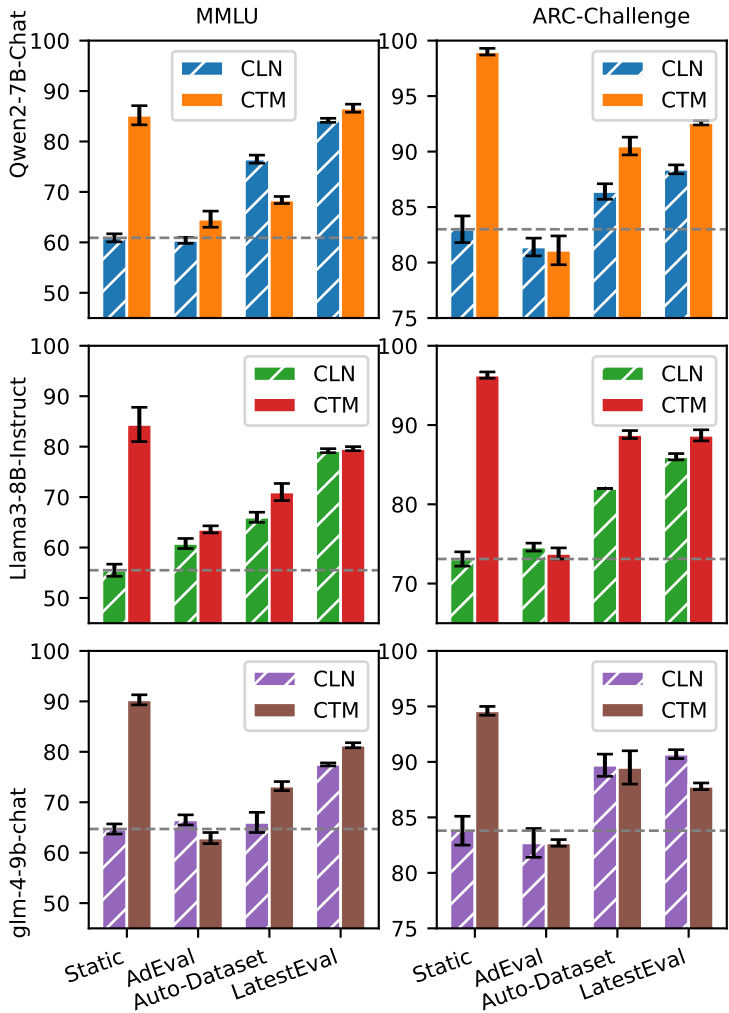 MMLU
ARC-Challenge
Qwen2-7B-Chat
100
90
80
70
60
50
CLN
CTM
100
95
90
85
80
75
CLN
CTM
Llama3-8B-Instruct
100
90
80
70
60
50
CLN
CTM
100
90
80
70
CLN
CTM
glm-4-9b-chat
100
90
80
70
60
50
CLN
CTM
100
95
90
85
80
75
CLN
CTM
Static
AdEval
Auto-Dataset
LatestEval
Static
AdEval
Auto-Dataset
LatestEval